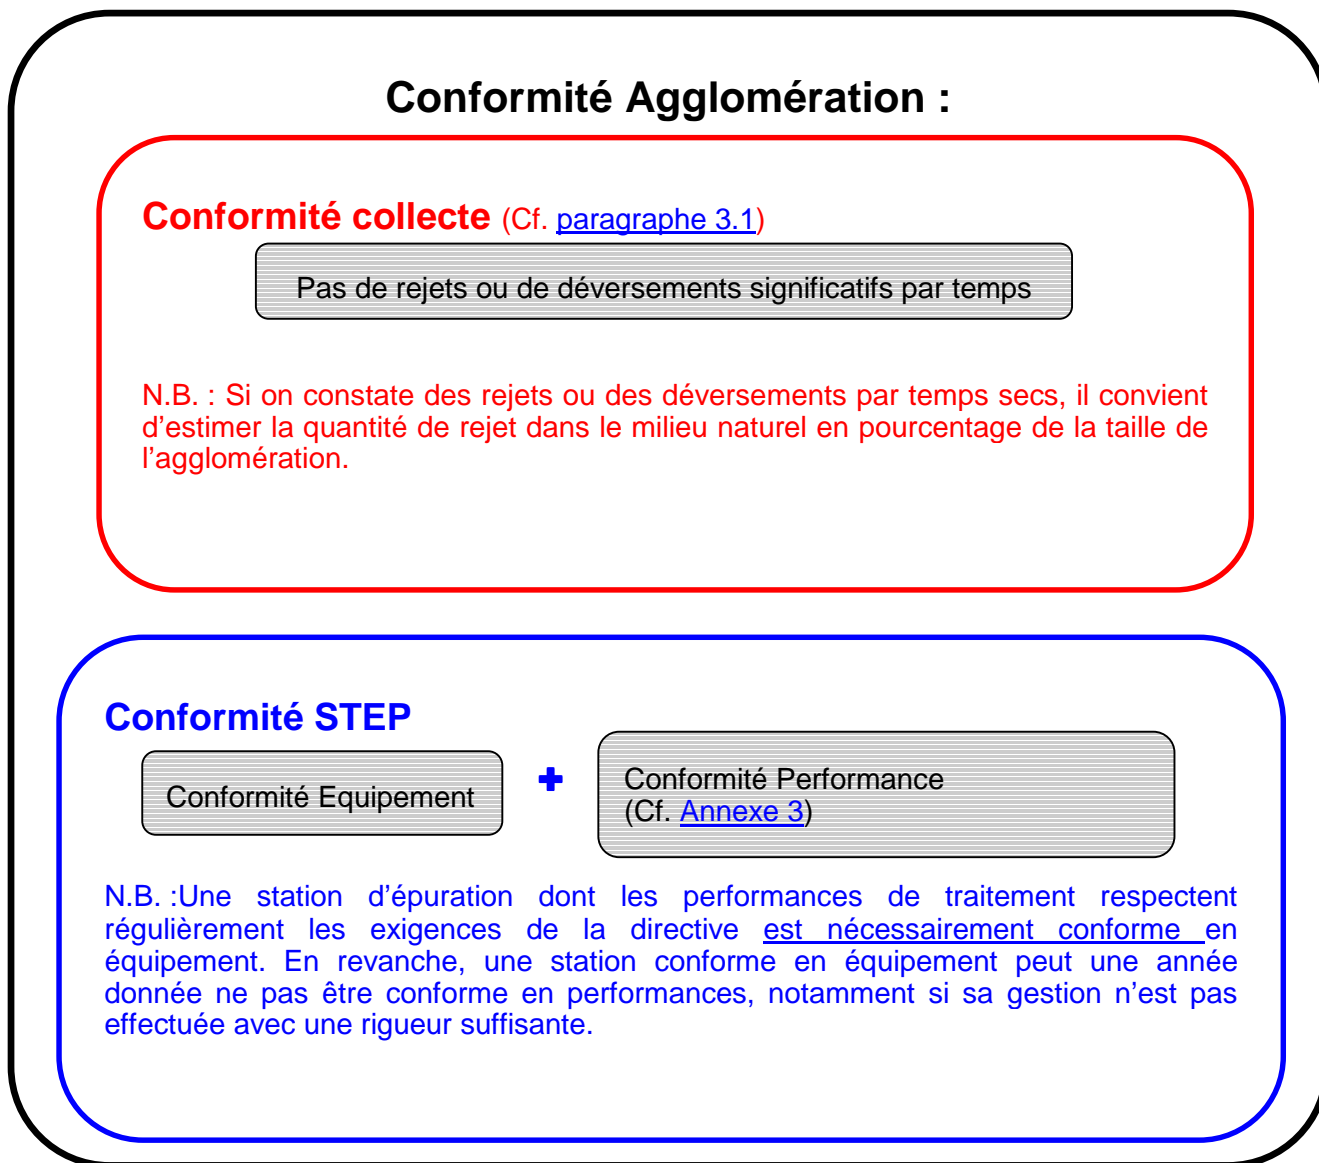 Conformité Agglomération :
Conformité collecte (Cf. paragraphe 3.1)
Pas de rejets ou de déversements significatifs par temps
N.B. : Si on constate des rejets ou des déversements par temps secs, il convient
d’estimer la quantité de rejet dans le milieu naturel en pourcentage de la taille de
l’agglomération.
Conformité STEP
Conformité Equipement + Conformité Performance
(Cf. Annexe 3)
N.B. :Une station d’épuration dont les performances de traitement respectent
régulièrement les exigences de la directive est nécessairement conforme en
équipement. En revanche, une station conforme en équipement peut une année
donnée ne pas être conforme en performances, notamment si sa gestion n’est pas
effectuée avec une rigueur suffisante.